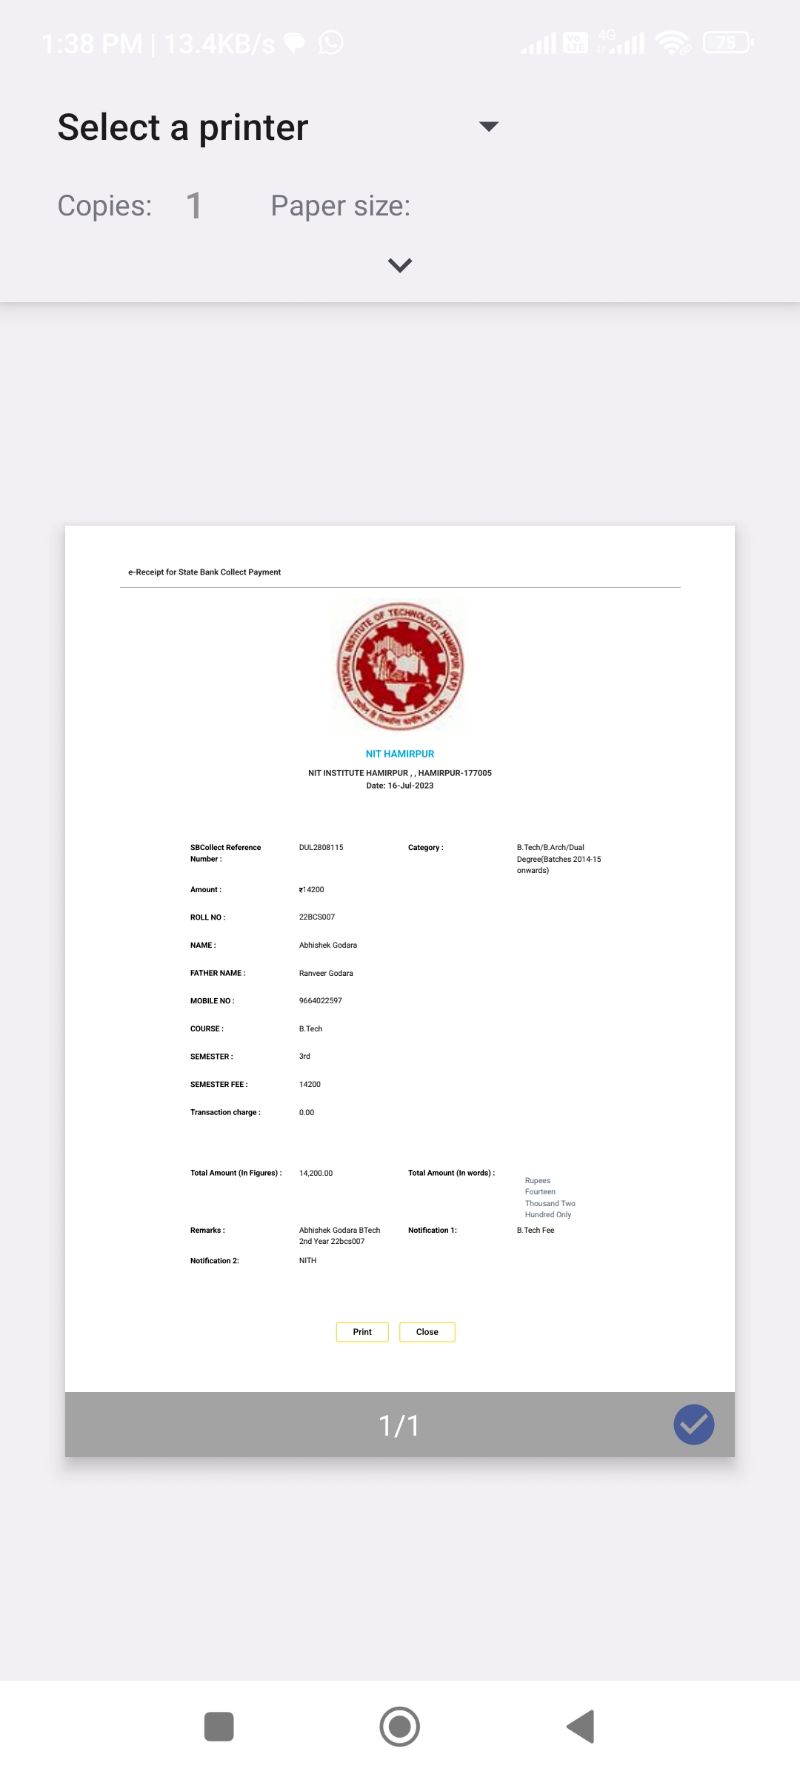 1:38 PM | 13.4KB/s
Vo LTE 4G 75
Select a printer
Copies: 1 Paper size:
e-Receipt for State Bank Collect Payment
NATIONAL INSTITUTE OF TECHNOLOGY HAMIRPUR (H.P.)
NIT HAMIRPUR
NIT INSTITUTE HAMIRPUR , , HAMIRPUR-177005
Date: 16-Jul-2023
SBCollect Reference Number : DUL2808115 Category : B.Tech/B.Arch/Dual Degree(Batches 2014-15 onwards)
Amount : ₹14200
ROLL NO : 22BCS007
NAME : Abhishek Godara
FATHER NAME : Ranveer Godara
MOBILE NO : 9664022597
COURSE : B.Tech
SEMESTER : 3rd
SEMESTER FEE : 14200
Transaction charge : 0.00
Total Amount (In Figures) : 14,200.00 Total Amount (In words) : Rupees Fourteen Thousand Two Hundred Only
Remarks : Abhishek Godara BTech 2nd Year 22bcs007 Notification 1: B.Tech Fee
Notification 2: NITH
Print Close
1/1